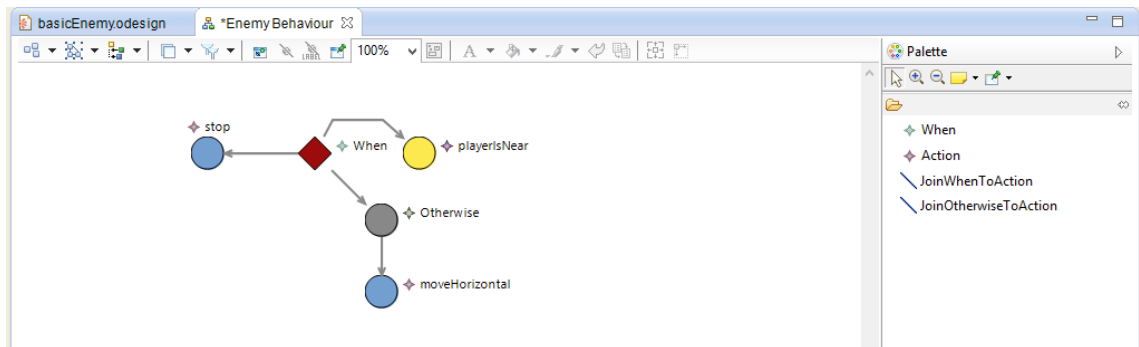 basicEnemy.odesign
*Enemy Behaviour
100%
A
Palette
stop
When
playerIsNear
Otherwise
moveHorizontal
When
Action
JoinWhenToAction
JoinOtherwiseToAction